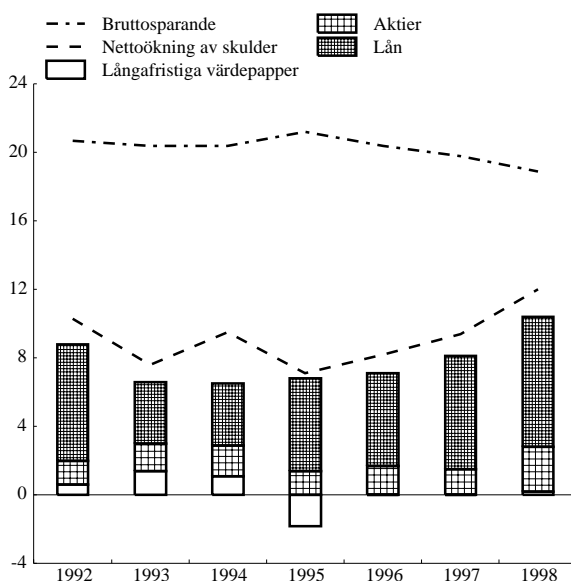 Bruttosparande
Nettoökning av skulder
Långafristiga värdepapper
Aktier
Lån
24
20
16
12
8
4
0
-4
1992 1993 1994 1995 1996 1997 1998